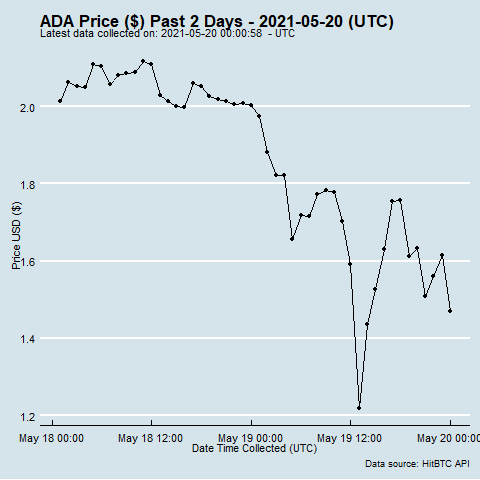 ADA Price ($) Past 2 Days - 2021-05-20 (UTC)
Latest data collected on: 2021-05-20 00:00:58 - UTC
Price USD ($)
2.0
1.8
1.6
1.4
1.2
May 18 00:00 May 18 12:00 May 19 00:00 May 19 12:00 May 20 00:00
Date Time Collected (UTC)
Data source: HitBTC API